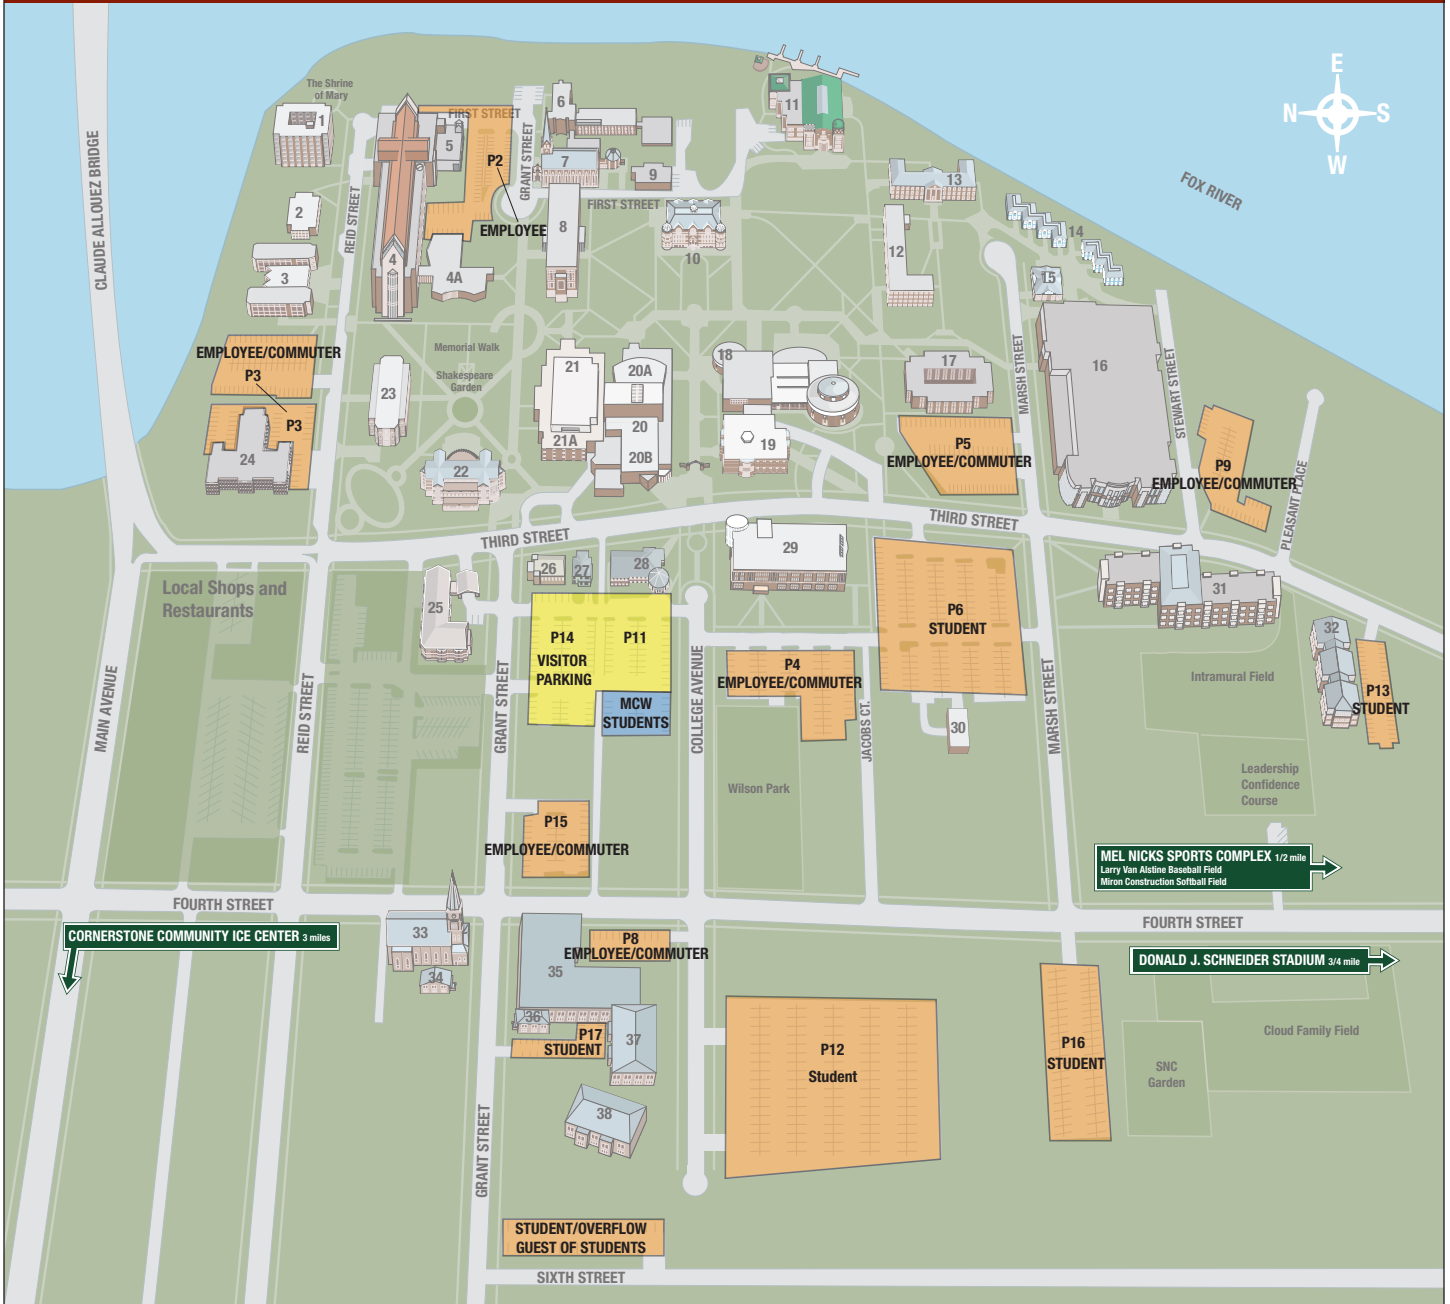 The Shrine
of Mary
E
N
S
W
FOX RIVER
CLAUDE ALLOUEZ BRIDGE
1
2
3
REID STREET
4
4A
5
FIRST STREET
P2
EMPLOYEE
GRANT STREET
6
7
8
9
FIRST STREET
10
11
12
13
14
15
16
17
MARSH STREET
STEWART STREET
PLEASANT PLACE
EMPLOYEE/COMMUTER
P3
P3
24
23
Memorial Walk
Shakespeare
Garden
22
21
21A
20A
20
20B
18
19
P5
EMPLOYEE/COMMUTER
P9
EMPLOYEE/COMMUTER
THIRD STREET
THIRD STREET
Local Shops and
Restaurants
25
26
27
28
29
30
31
32
P14
VISITOR
PARKING
P11
MCW
STUDENTS
P4
EMPLOYEE/COMMUTER
P6
STUDENT
Intramural Field
P13
STUDENT
MAIN AVENUE
REID STREET
GRANT STREET
COLLEGE AVENUE
JACOBS CT.
MARSH STREET
Wilson Park
Leadership
Confidence
Course
P15
EMPLOYEE/COMMUTER
MEL NICKS SPORTS COMPLEX 1/2 mile
Larry Van Alstine Baseball Field
Miron Construction Softball Field
FOURTH STREET
FOURTH STREET
CORNERSTONE COMMUNITY ICE CENTER 3 miles
33
34
35
36
37
38
P8
EMPLOYEE/COMMUTER
DONALD J. SCHNEIDER STADIUM 3/4 mile
P17
STUDENT
P12
Student
P16
STUDENT
Cloud Family Field
SNC
Garden
GRANT STREET
STUDENT/OVERFLOW
GUEST OF STUDENTS
SIXTH STREET